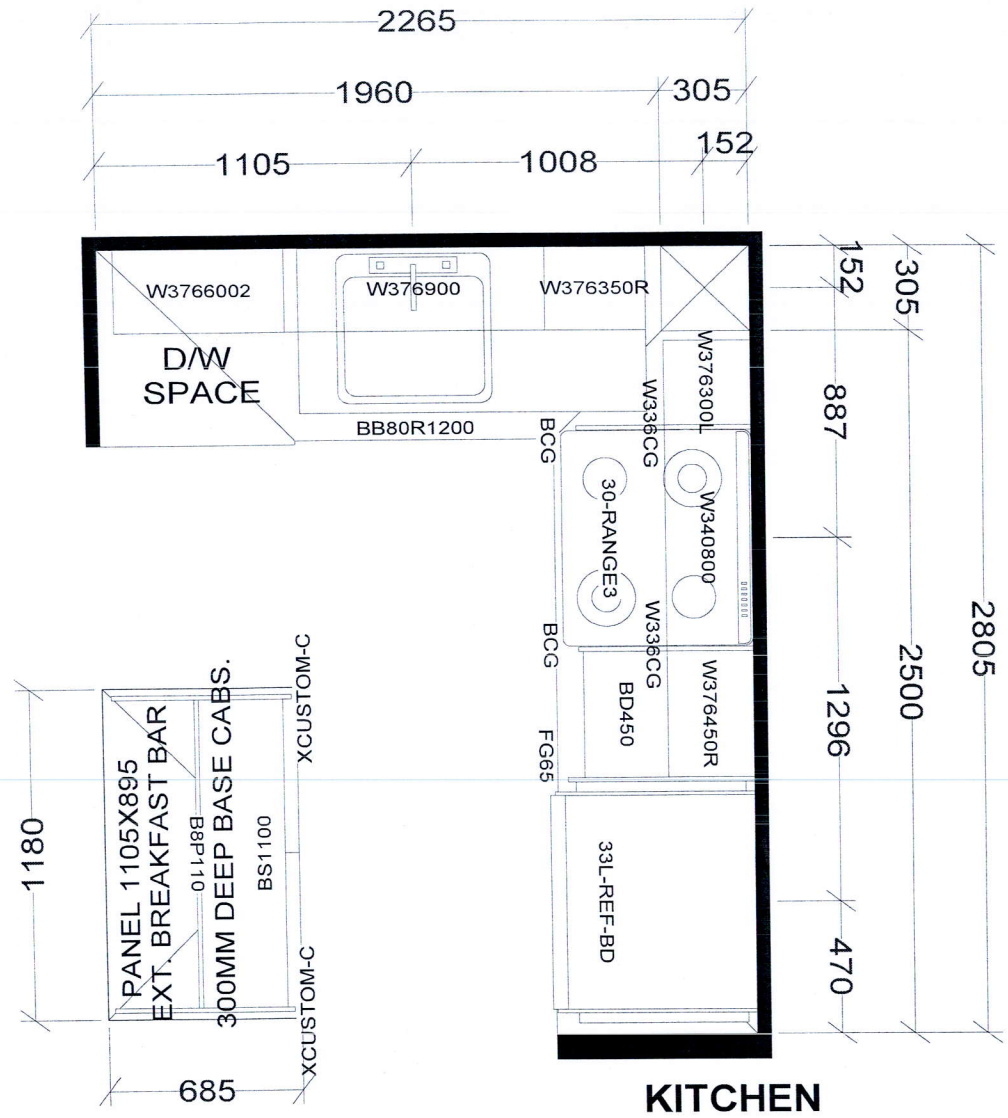 2265
1960
305
1105
1008
152
W3766002
W376900
W376350R
D/W
SPACE
BB80R1200
152
305
887
2805
2500
1296
470
W376300L
W336CG
BCG
30-RANGE3
W340800
BCG
W336CG
BD450
W376450R
FG65
33L-REF-BD
XCUSTOM-C
PANEL 1105X895
EXT. BREAKFAST BAR
B8P110
300MM DEEP BASE CABS.
BS1100
XCUSTOM-C
1180
685
KITCHEN